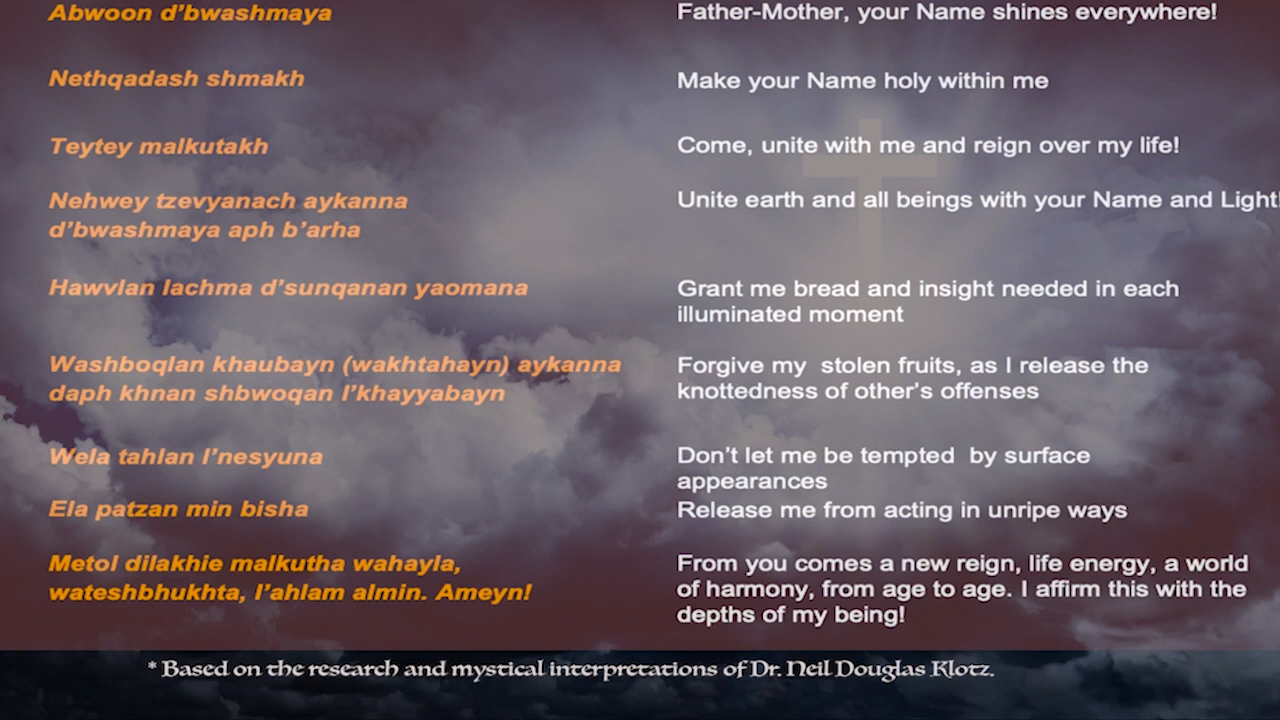 Abwoon d’bwashmaya
Father-Mother, your Name shines everywhere!
Nethqadash shmakh
Make your Name holy within me
Teytey malkutakh
Come, unite with me and reign over my life!
Nehwey tzevyanach aykanna
d’bwashmaya aph b’arha
Unite earth and all beings with your Name and Light!
Hawvlan lachma d’sunqanan yaomana
Grant me bread and insight needed in each
illuminated moment
Washboqlan khaubayn (wakhtahayn) aykanna
daph khnan shbwoqan l’khayyabayn
Forgive my  stolen fruits, as I release the
knottedness of other’s offenses
Wela tahlan l’nesyuna
Don’t let me be tempted  by surface
appearances
Ela patzan min bisha
Release me from acting in unripe ways
Metol dilakhie malkutha wahayla,
wateshbhukhta, l’ahlam almin. Ameyn!
From you comes a new reign, life energy, a world
of harmony, from age to age. I affirm this with the
depths of my being!
* Based on the research and mystical interpretations of Dr. Neil Douglas Klotz.